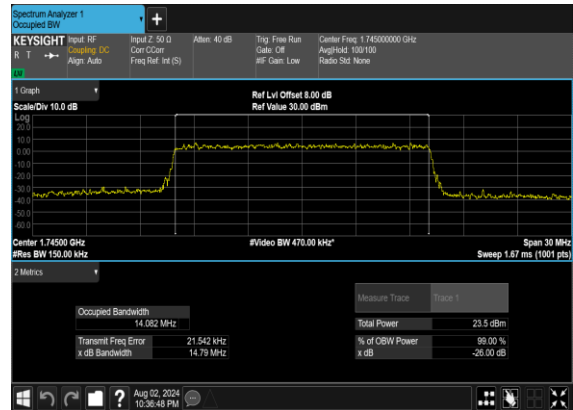 Spectrum Analyzer 1
Occupied BW
KEYSIGHT
R T
LW
Input: RF
Coupling: DC
Align: Auto
Input Z: 50 Ω
Corr CCorr
Freq Ref: Int (S)
Atten: 40 dB
Trig: Free Run
Gate: Off
#IF Gain: Low
Center Freq: 1.745000000 GHz
Avg|Hold: 100/100
Radio Std: None
1 Graph
Scale/Div 10.0 dB
Ref Lvl Offset 8.00 dB
Ref Value 30.00 dBm
Log
20.0
10.0
0.00
-10.0
-20.0
-30.0
-40.0
-50.0
-60.0
Center 1.74500 GHz
#Video BW 470.00 kHz*
Span 30 MHz
#Res BW 150.00 kHz
Sweep 1.67 ms (1001 pts)
2 Metrics
Measure Trace
Trace 1
Occupied Bandwidth
14.082 MHz
Total Power
23.5 dBm
Transmit Freq Error
21.542 kHz
% of OBW Power
99.00 %
x dB Bandwidth
14.79 MHz
x dB
-26.00 dB
?
Aug 02, 2024
10:36:48 PM